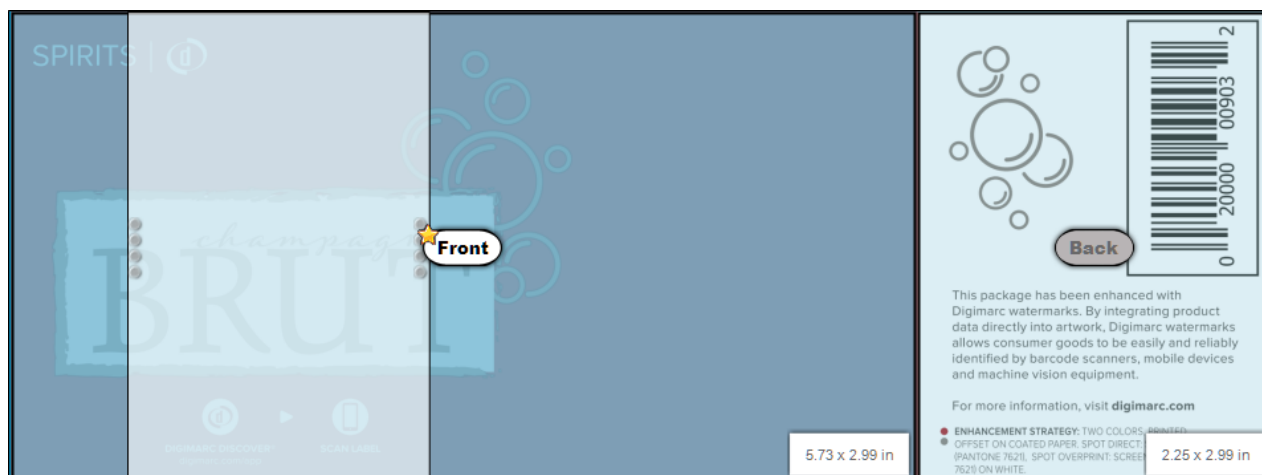 SPIRITS
champagn
BRUT
Front
DIGIMARC DISCOVER
SCAN LABEL
5.73 x 2.99 in
0 20000 00903 2
Back
This package has been enhanced with
Digimarc watermarks. By integrating product
data directly into artwork, Digimarc watermarks
allows consumer goods to be easily and reliably
identified by barcode scanners, mobile devices
and machine vision equipment.
For more information, visit digimarc.com
ENHANCEMENT STRATEGY: TWO COLORS, PRINTED
OFFSET ON COATED PAPER. SPOT DIRECT:
(PANTONE 7621), SPOT OVERPRINT: SCREEN
7621) ON WHITE.
2.25 x 2.99 in